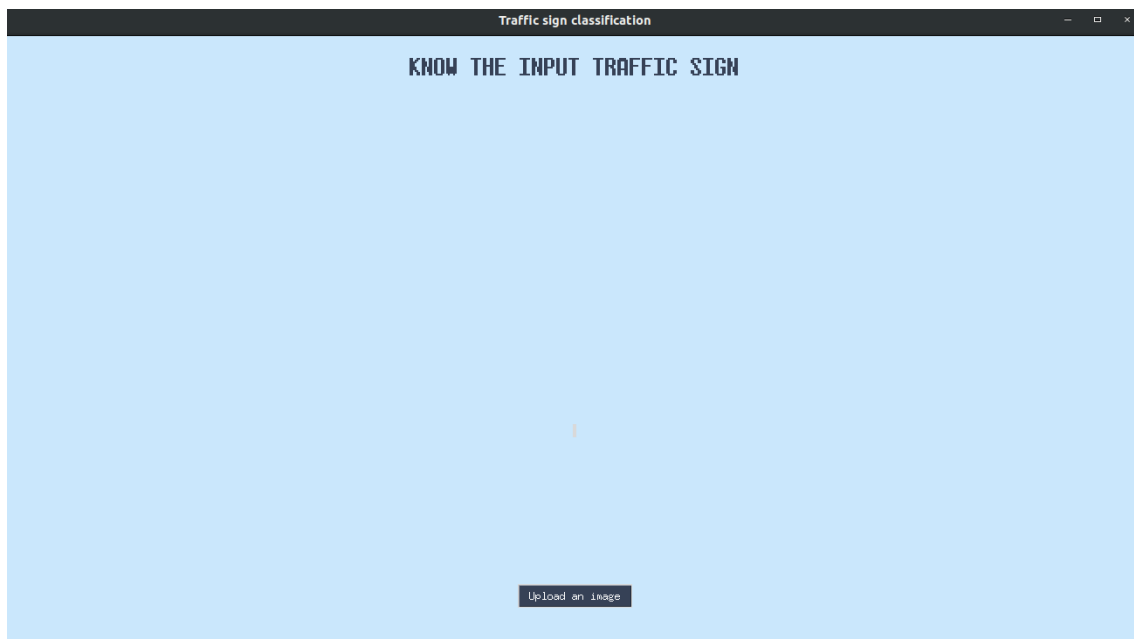 Traffic sign classification
KNOW THE INPUT TRAFFIC SIGN
Upload an image